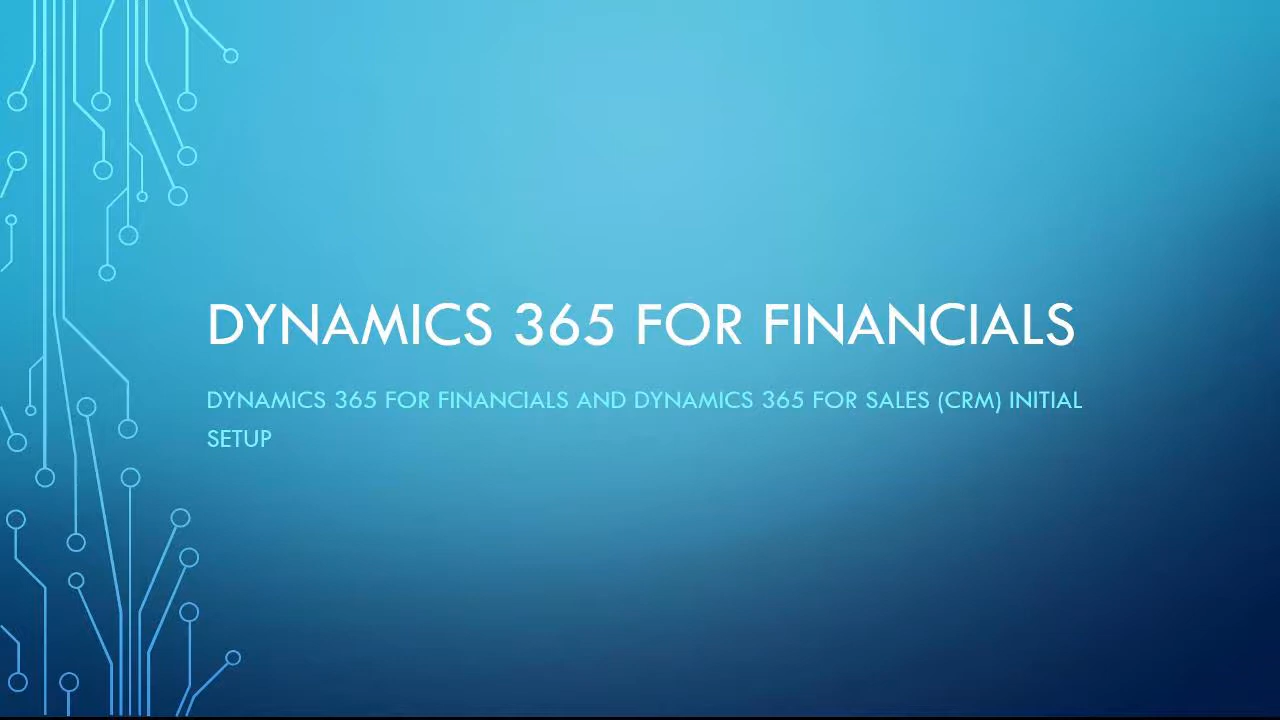 DYNAMICS 365 FOR FINANCIALS
DYNAMICS 365 FOR FINANCIALS AND DYNAMICS 365 FOR SALES (CRM) INITIAL
SETUP